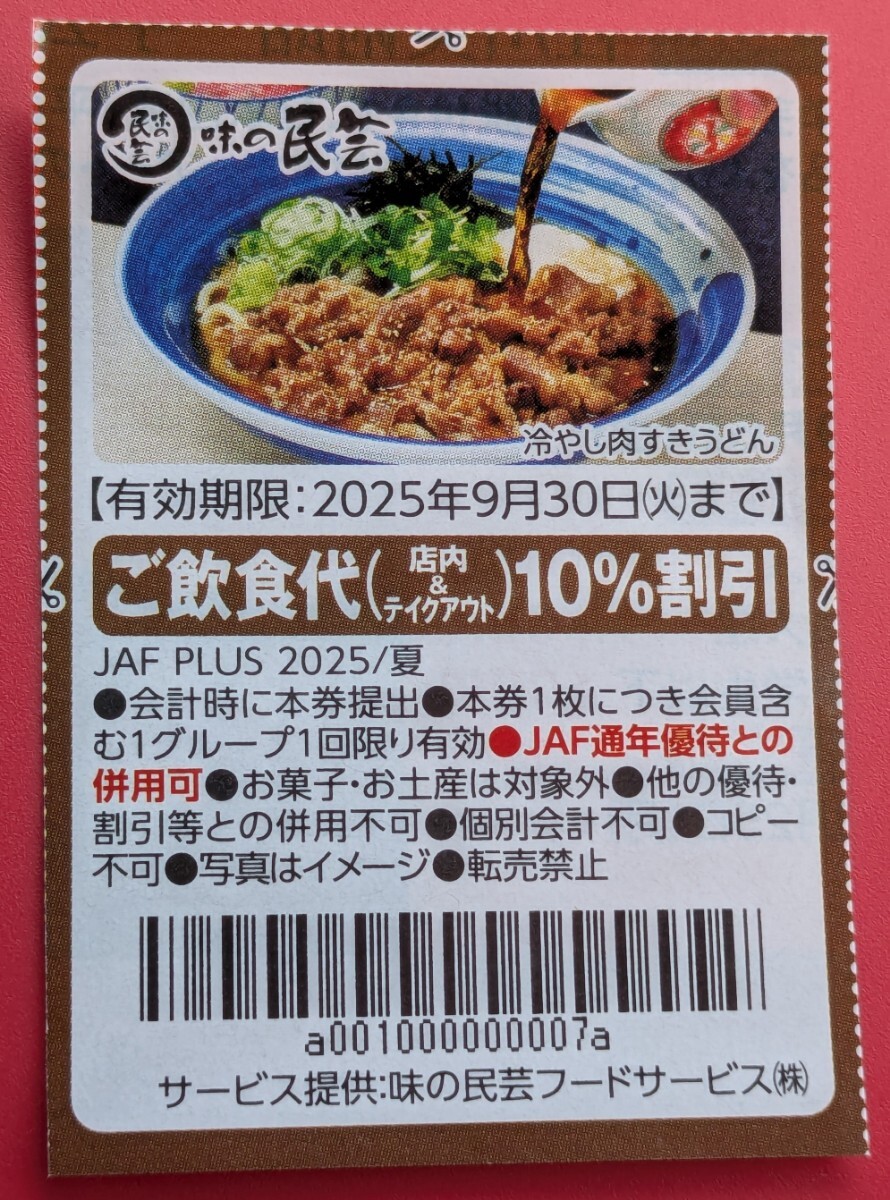 味の民芸
味の民芸
冷やし肉すきうどん
【有効期限:2025年9月30日㈫まで】
ご飲食代(店内&テイクアウト)10%割引
JAF PLUS 2025/夏
●会計時に本券提出●本券1枚につき会員含
む1グループ1回限り有効●JAF通年優待との
併用可●お菓子・お土産は対象外●他の優待・
割引等との併用不可●個別会計不可●コピー
不可●写真はイメージ●転売禁止
a001000000007a
サービス提供:味の民芸フードサービス㈱